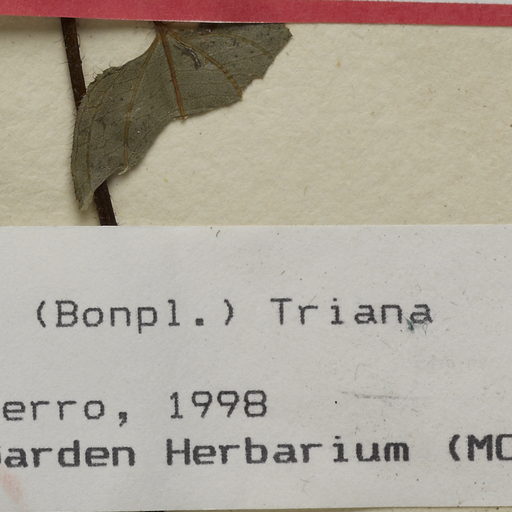 (Bonpl.) Triana
erro, 1998
arden Herbarium (MO